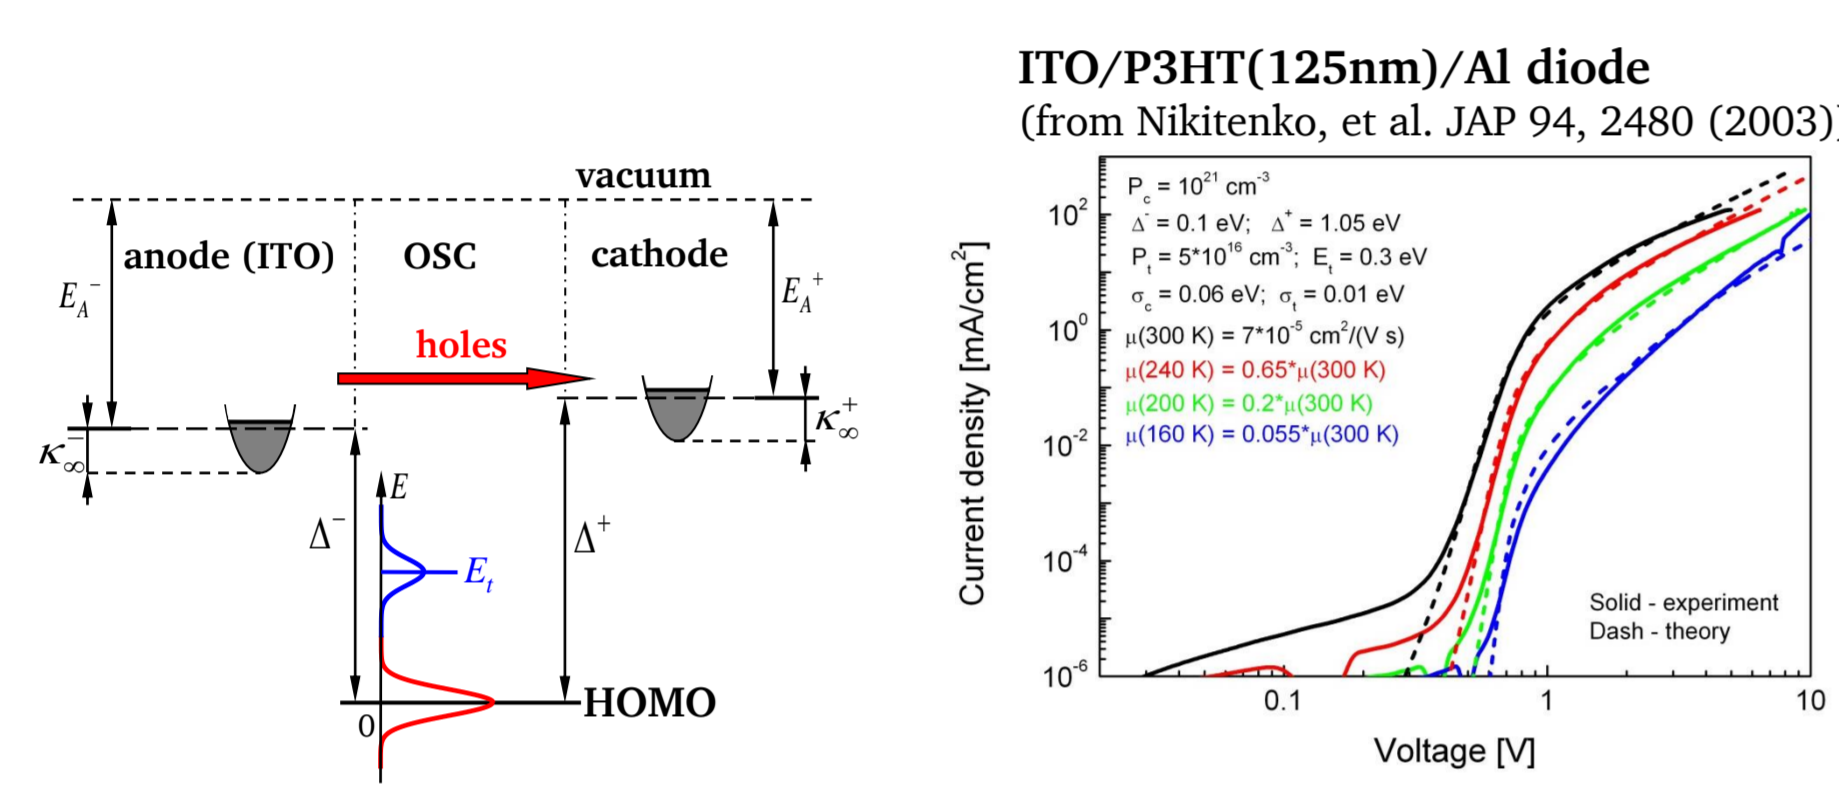 vacuum
anode (ITO)
OSC
cathode
E_A^-
E_A^+
holes
κ_∞^-
κ_∞^+
E
Δ^-
Δ^+
E_t
HOMO
0
ITO/P3HT(125nm)/Al diode
(from Nikitenko, et al. JAP 94, 2480 (2003))
P_c = 10^21 cm^-3
Δ^- = 0.1 eV; Δ^+ = 1.05 eV
P_t = 5*10^16 cm^-3; E_t = 0.3 eV
σ_c = 0.06 eV; σ_t = 0.01 eV
μ(300 K) = 7*10^-5 cm^2/(V s)
μ(240 K) = 0.65*μ(300 K)
μ(200 K) = 0.2*μ(300 K)
μ(160 K) = 0.055*μ(300 K)
Solid - experiment
Dash - theory
Current density [mA/cm^2]
10^2
10^0
10^-2
10^-4
10^-6
0.1
1
10
Voltage [V]